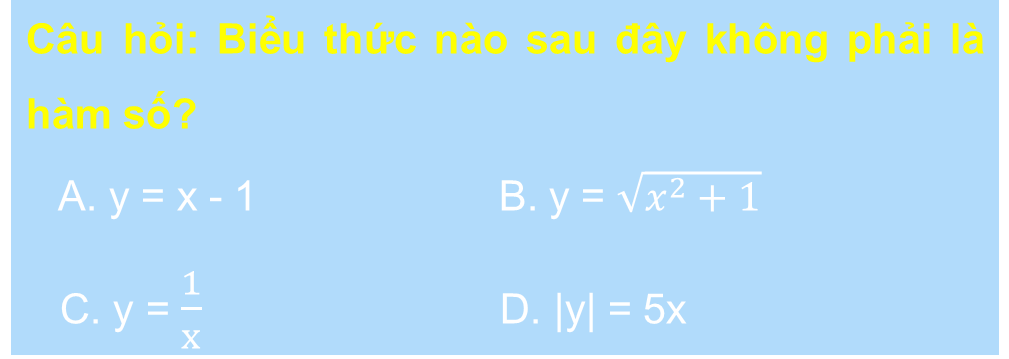 Câu hỏi: Biểu thức nào sau đây không phải là
hàm số?
A. y = x - 1
B. y = √(x² + 1)
C. y = 1/x
D. |y| = 5x